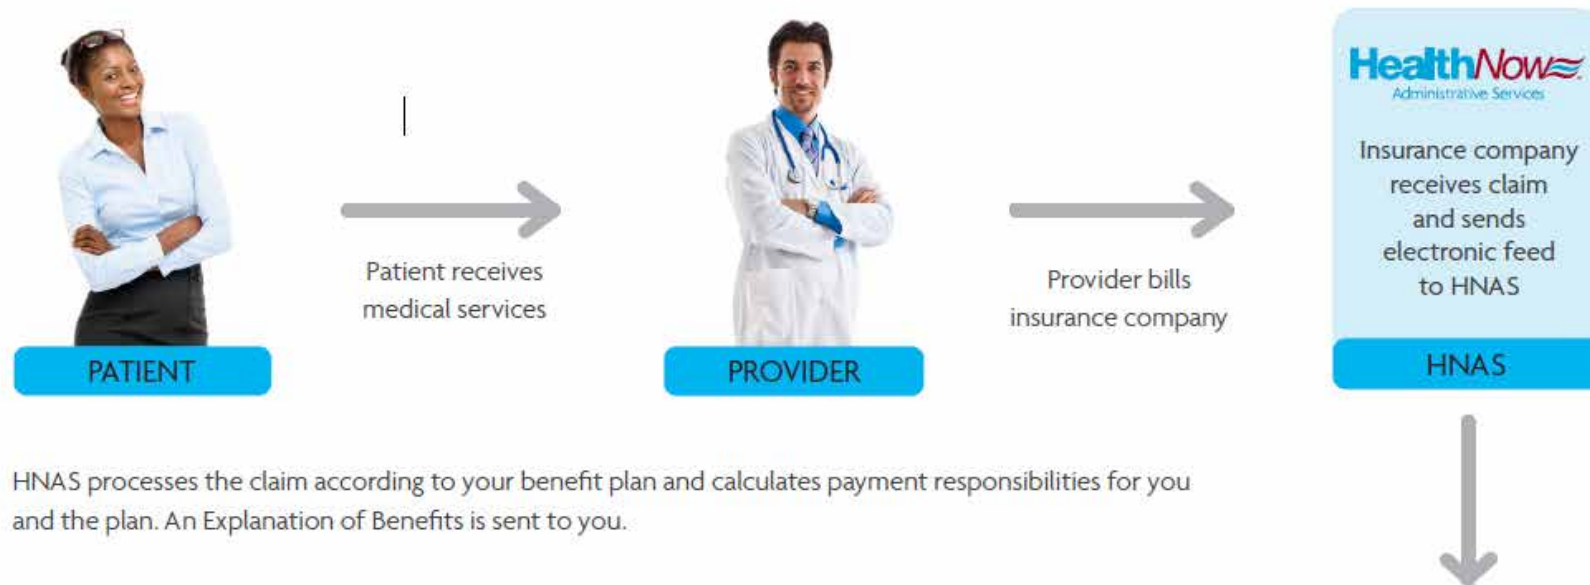 HealthNow
Administrative Services
Insurance company
receives claim
and sends
electronic feed
to HNAS
Patient receives
medical services
Provider bills
insurance company
PATIENT
PROVIDER
HNAS
HNAS processes the claim according to your benefit plan and calculates payment responsibilities for you
and the plan. An Explanation of Benefits is sent to you.